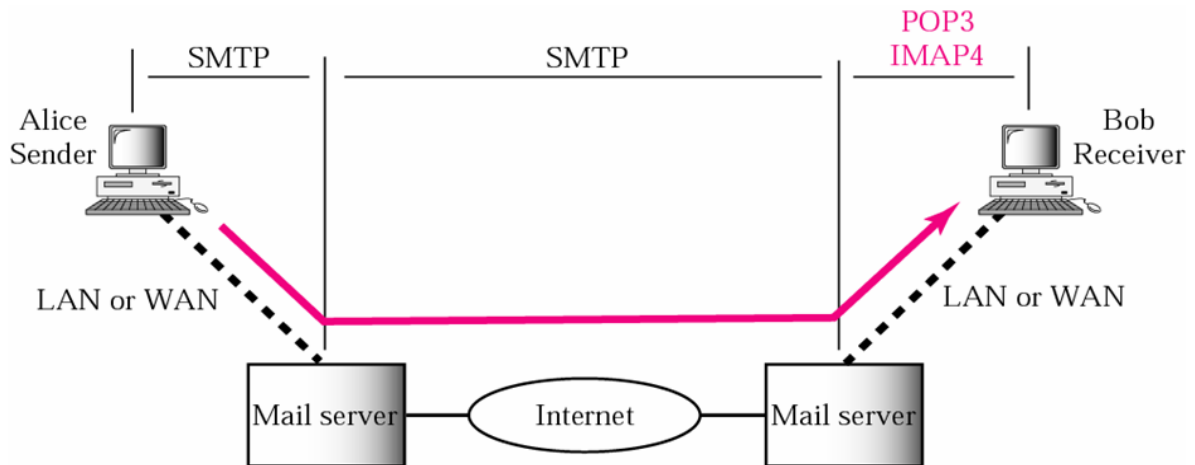 POP3
SMTP
SMTP
IMAP4
Alice
Sender
Bob
Receiver
LAN or WAN
LAN or WAN
Mail server
Internet
Mail server